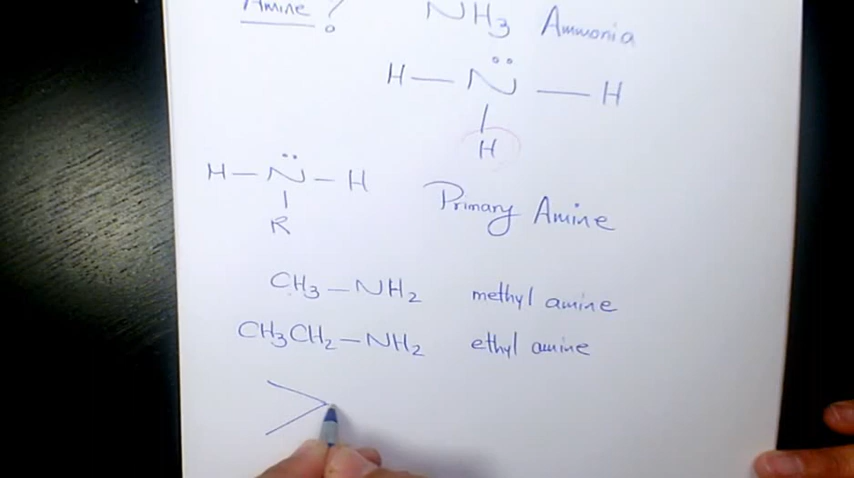 Amine ?
NH3 Ammonia
H — N̈ — H
|
H
H — N̈ — H
|
R
Primary Amine
CH3 — NH2 methyl amine
CH3CH2 — NH2 ethyl amine